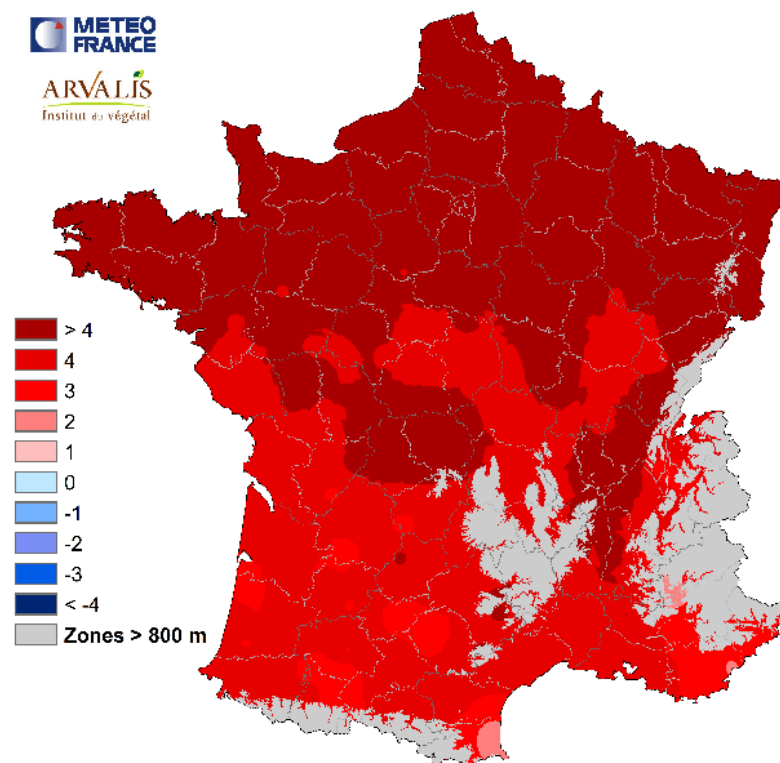 METEO
FRANCE
ARVALIS
Institut du végétal
> 4
4
3
2
1
0
-1
-2
-3
< -4
Zones > 800 m